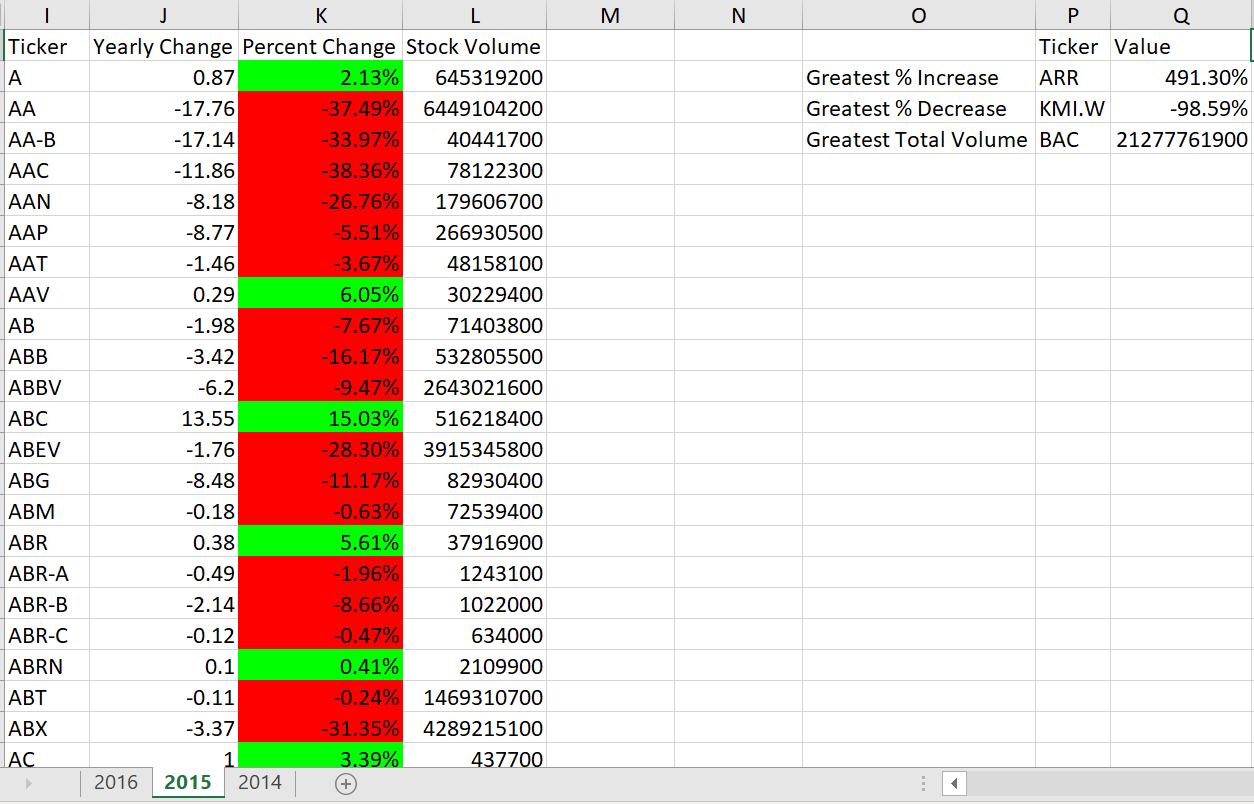 I J K L M N O P Q
Ticker Yearly Change Percent Change Stock Volume Ticker Value
A 0.87 2.13% 645319200 Greatest % Increase ARR 491.30%
AA -17.76 -37.49% 6449104200 Greatest % Decrease KMI.W -98.59%
AA-B -17.14 -33.97% 40441700 Greatest Total Volume BAC 21277761900
AAC -11.86 -38.36% 78122300
AAN -8.18 -26.76% 179606700
AAP -8.77 -5.51% 266930500
AAT -1.46 -3.67% 48158100
AAV 0.29 6.05% 30229400
AB -1.98 -7.67% 71403800
ABB -3.42 -16.17% 532805500
ABBV -6.2 -9.47% 2643021600
ABC 13.55 15.03% 516218400
ABEV -1.76 -28.30% 3915345800
ABG -8.48 -11.17% 82930400
ABM -0.18 -0.63% 72539400
ABR 0.38 5.61% 37916900
ABR-A -0.49 -1.96% 1243100
ABR-B -2.14 -8.66% 1022000
ABR-C -0.12 -0.47% 634000
ABRN 0.1 0.41% 2109900
ABT -0.11 -0.24% 1469310700
ABX -3.37 -31.35% 4289215100
AC 1 3.39% 437700
2016 2015 2014